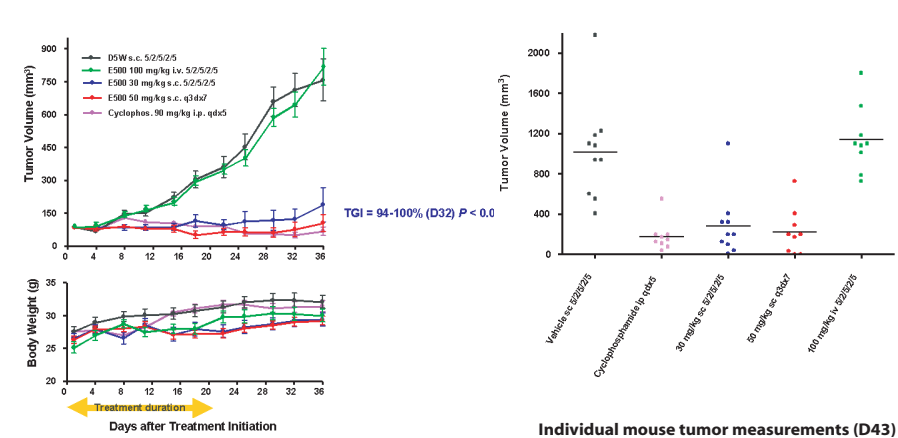 D5W s.c. 5/2/5/2/5
E500 100 mg/kg i.v. 5/2/5/2/5
E500 30 mg/kg s.c. 5/2/5/2/5
E500 50 mg/kg s.c. q3dx7
Cyclophos. 90 mg/kg i.p. qdx5
Tumor Volume (mm³)
900
750
600
450
300
150
0
0 4 8 12 16 20 24 28 32 36
TGI = 94-100% (D32) P < 0.0
Body Weight (g)
35
30
25
20
0 4 8 12 16 20 24 28 32 36
Treatment duration
Days after Treatment Initiation
Tumor Volume (mm³)
2000
1600
1200
800
400
0
Vehicle sc 5/2/5/2/5
Cyclophosphamide ip qdx5
30 mg/kg sc 5/2/5/2/5
50 mg/kg sc q3dx7
100 mg/kg iv 5/2/5/2/5
Individual mouse tumor measurements (D43)